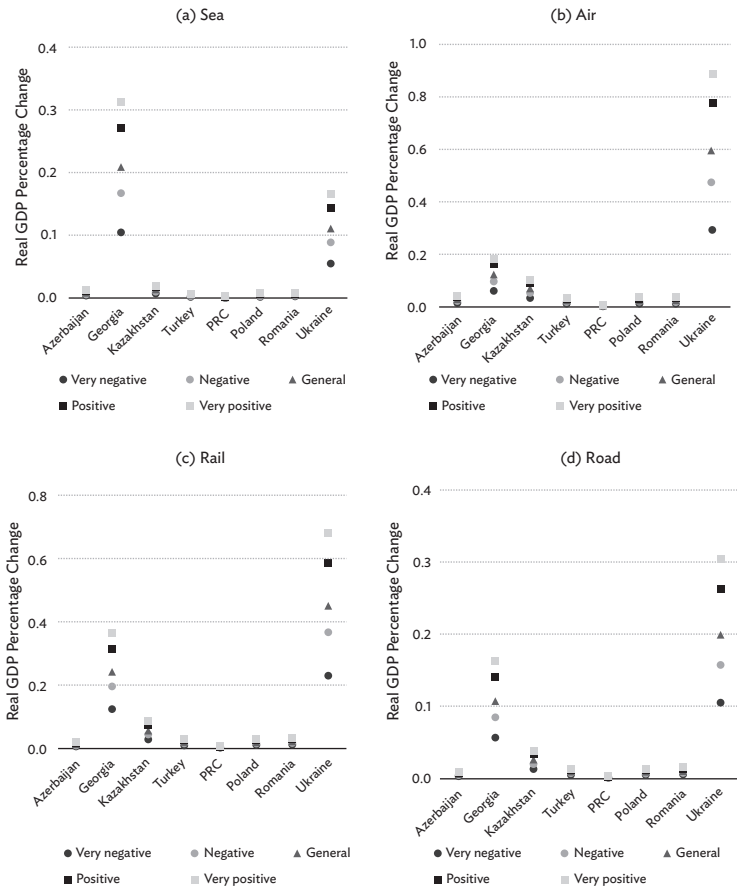 (a) Sea
Real GDP Percentage Change
0.4
0.3
0.2
0.1
0.0
Azerbaijan
Georgia
Kazakhstan
Turkey
PRC
Poland
Romania
Ukraine
Very negative Negative General
Positive Very positive
(b) Air
Real GDP Percentage Change
1.0
0.8
0.6
0.4
0.2
0.0
Azerbaijan
Georgia
Kazakhstan
Turkey
PRC
Poland
Romania
Ukraine
Very negative Negative General
Positive Very positive
(c) Rail
Real GDP Percentage Change
0.8
0.6
0.4
0.2
0.0
Azerbaijan
Georgia
Kazakhstan
Turkey
PRC
Poland
Romania
Ukraine
Very negative Negative General
Positive Very positive
(d) Road
Real GDP Percentage Change
0.4
0.3
0.2
0.1
0.0
Azerbaijan
Georgia
Kazakhstan
Turkey
PRC
Poland
Romania
Ukraine
Very negative Negative General
Positive Very positive